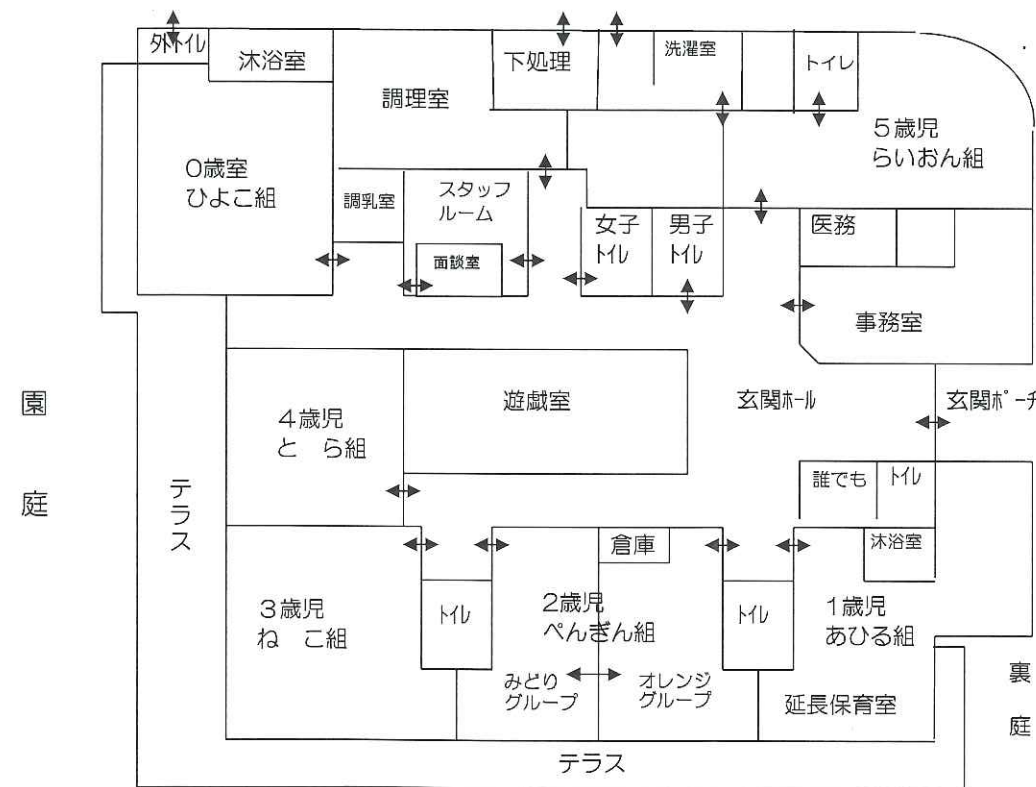 外トイレ
沐浴室
調理室
下処理
洗濯室
トイレ
5歳児
らいおん組
0歳室
ひよこ組
調乳室
スタッフ
ルーム
面談室
女子
トイレ
男子
トイレ
医務
事務室
園庭
テラス
4歳児
と ら組
遊戯室
玄関ホール
玄関ポーチ
誰でも トイレ
沐浴室
3歳児
ね こ組
トイレ
倉庫
2歳児
ぺんぎん組
みどり
グループ
オレンジ
グループ
トイレ
1歳児
あひる組
延長保育室
裏庭
テラス